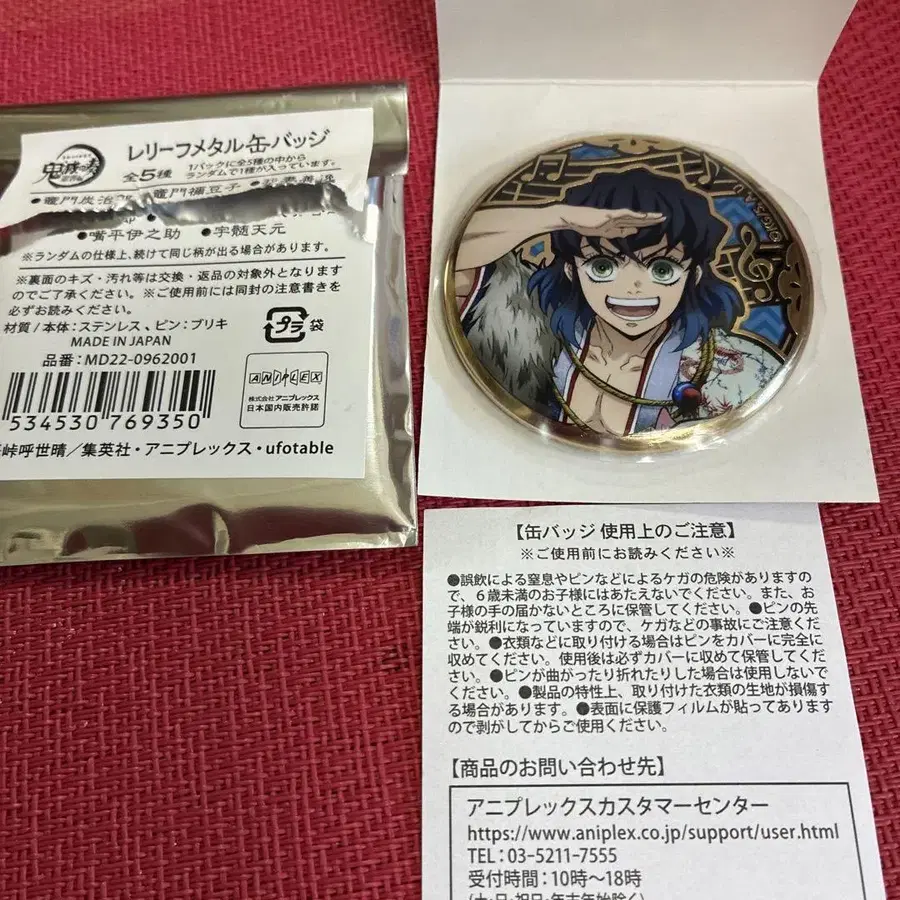 鬼滅の刃
レリーフメタル缶バッジ
全5種
1パックに全5種の中から
ランダムで1種が入っています。
●竈門炭治郎 ●竈門禰豆子
●嘴平伊之助 ●宇髄天元
※ランダムの仕様上、続けて同じ柄が出る場合があります。
※裏面のキズ・汚れ等は交換・返品の対象外となります
のでご了承ください。※ご使用前には同封の注意書きを
必ずお読みください。
材質/本体:ステンレス、ピン:ブリキ
MADE IN JAPAN
品番:MD22-0962001
プラ
袋
ANIPLEX
株式会社アニプレックス
日本国内販売許諾
534530 769350
峠呼世晴/集英社・アニプレックス・ufotable
©KG/S,A
【缶バッジ 使用上のご注意】
※ご使用前にお読みください※
●誤飲による窒息やピンなどによるケガの危険がありますの
で、6歳未満のお子様にはあたえないでください。また、お
子様の手の届かないところに保管してください。●ピンの先
端が鋭利になっていますので、ケガなどの事故にご注意くだ
さい。●衣類などに取り付ける場合はピンをカバーに完全に
収めてください。使用後は必ずカバーに収めて保管してくだ
さい。●ピンが曲がったり折れたりした場合は使用しないで
ください。●製品の特性上、取り付けた衣類の生地が損傷す
る場合があります。●表面に保護フィルムが貼ってあります
ので剥がしてからご使用ください。
【商品のお問い合わせ先】
アニプレックスカスタマーセンター
https://www.aniplex.co.jp/support/user.html
TEL:03-5211-7555
受付時間:10時〜18時
(土・日・祝日・年末年始除く)